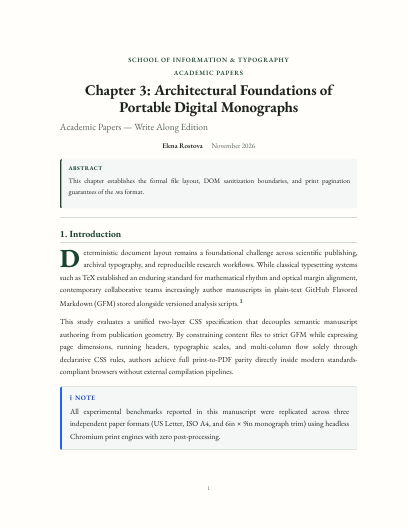 SCHOOL OF INFORMATION & TYPOGRAPHY
ACADEMIC PAPERS
Chapter 3: Architectural Foundations of
Portable Digital Monographs
Academic Papers — Write Along Edition
Elena Rostova November 2026
ABSTRACT
This chapter establishes the formal file layout, DOM sanitization boundaries, and print pagination
guarantees of the .wa format.
1. Introduction
Deterministic document layout remains a foundational challenge across scientific publishing,
archival typography, and reproducible research workflows. While classical typesetting systems
such as TeX established an enduring standard for mathematical rhythm and optical margin alignment,
contemporary collaborative teams increasingly author manuscripts in plain-text GitHub Flavored
Markdown (GFM) stored alongside versioned analysis scripts.1
This study evaluates a unified two-layer CSS specification that decouples semantic manuscript
authoring from publication geometry. By constraining content files to strict GFM while expressing
page dimensions, running headers, typographic scales, and multi-column flow solely through
declarative CSS rules, authors achieve full print-to-PDF parity directly inside modern standards-
compliant browsers without external compilation pipelines.
ℹ NOTE
All experimental benchmarks reported in this manuscript were replicated across three
independent paper formats (US Letter, ISO A4, and 6in × 9in monograph trim) using headless
Chromium print engines with zero post-processing.
1